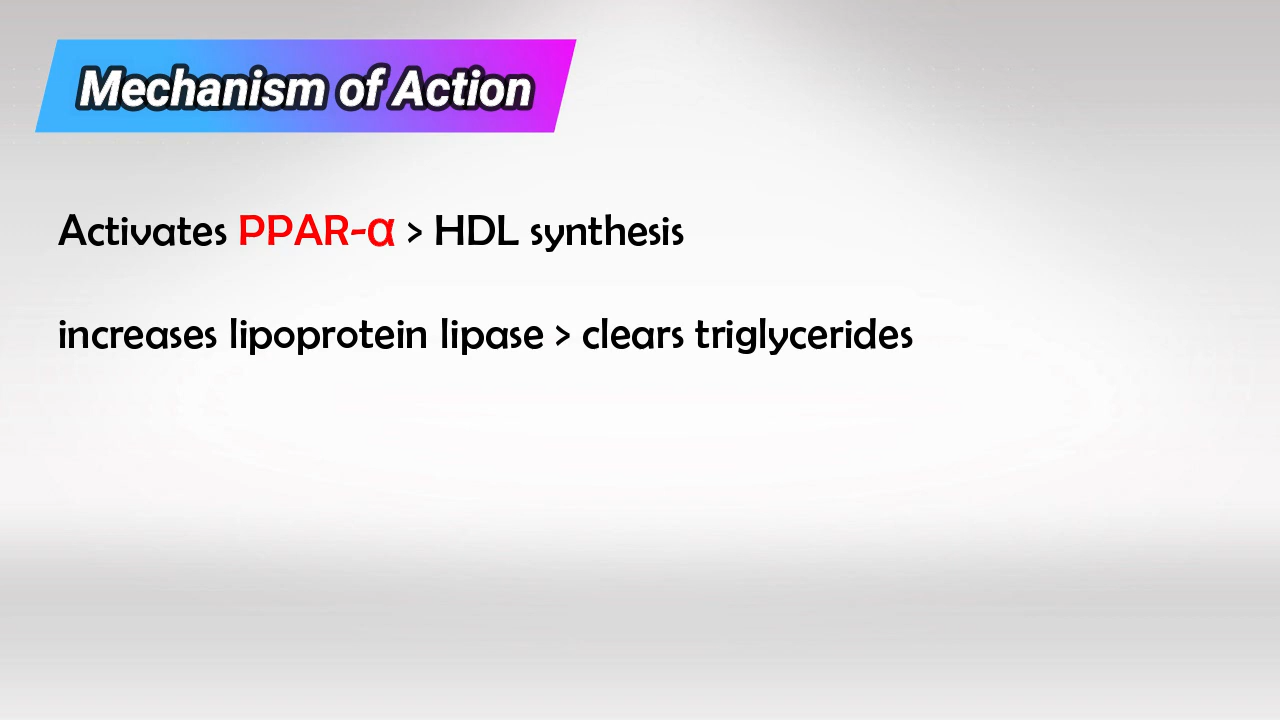 Mechanism of Action
Activates PPAR-α > HDL synthesis
increases lipoprotein lipase > clears triglycerides